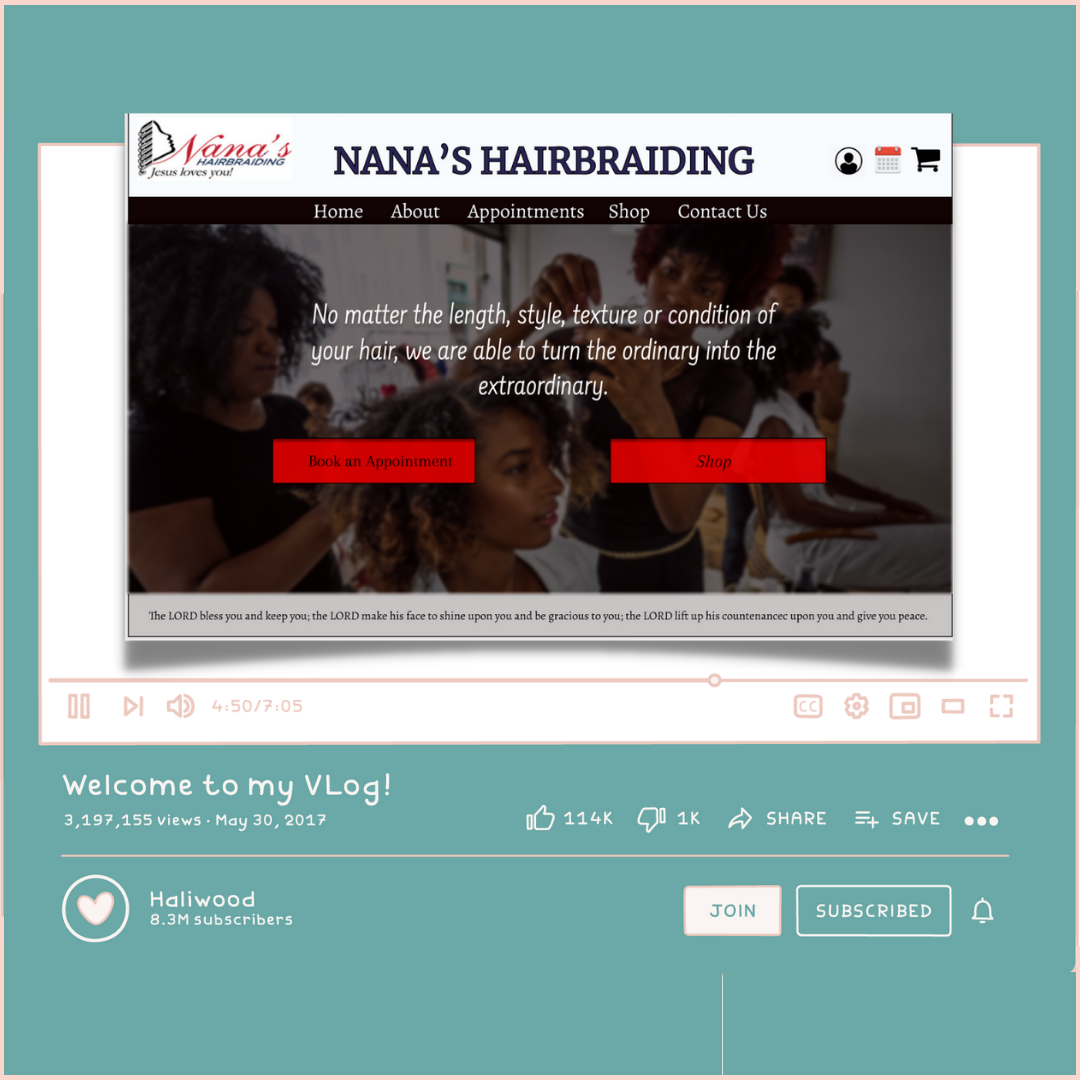 Nana's
HAIRBRAIDING
Jesus loves you!
NANA'S HAIRBRAIDING
Home About Appointments Shop Contact Us
No matter the length, style, texture or condition of
your hair, we are able to turn the ordinary into the
extraordinary.
Book an Appointment
Shop
The LORD bless you and keep you; the LORD make his face to shine upon you and be gracious to you; the LORD lift up his countenancec upon you and give you peace.
4:50/7:05
CC
Welcome to my VLog!
3,197,155 views · May 30, 2017
114K 1K SHARE SAVE
Haliwood
8.3M subscribers
JOIN SUBSCRIBED